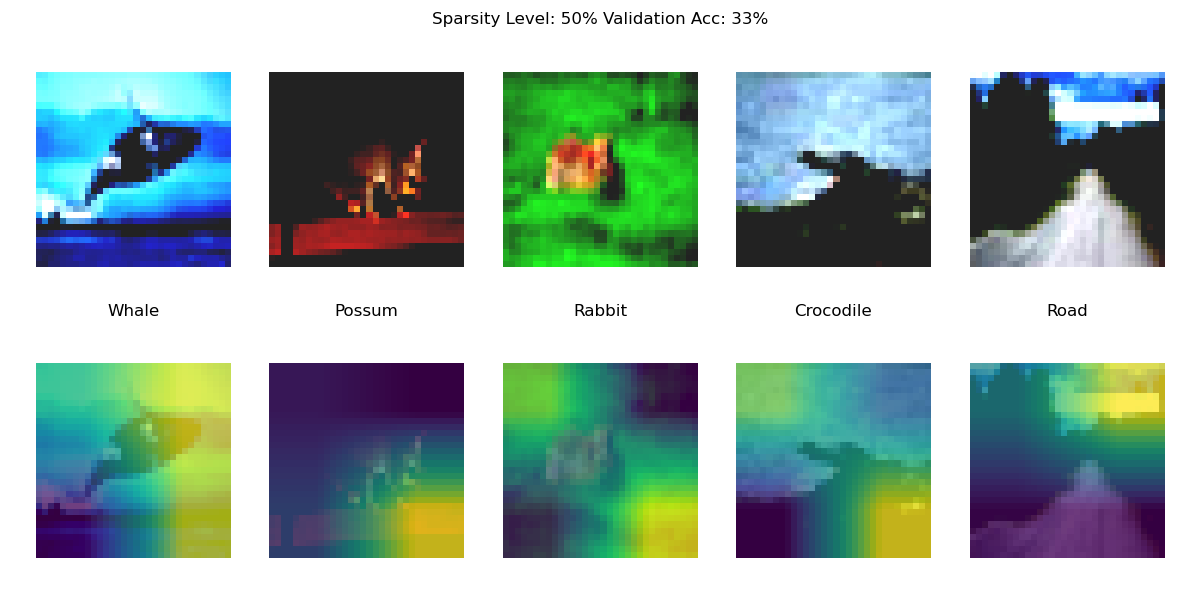 Sparsity Level: 50% Validation Acc: 33%
Whale
Possum
Rabbit
Crocodile
Road